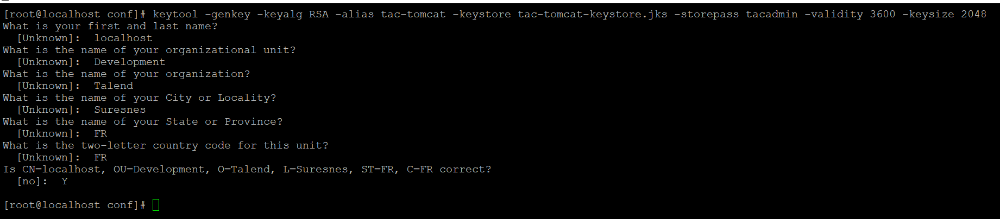 [root@localhost conf]# keytool -genkey -keyalg RSA -alias tac-tomcat -keystore tac-tomcat-keystore.jks -storepass tacadmin -validity 3600 -keysize 2048
What is your first and last name?
  [Unknown]:  localhost
What is the name of your organizational unit?
  [Unknown]:  Development
What is the name of your organization?
  [Unknown]:  Talend
What is the name of your City or Locality?
  [Unknown]:  Suresnes
What is the name of your State or Province?
  [Unknown]:  FR
What is the two-letter country code for this unit?
  [Unknown]:  FR
Is CN=localhost, OU=Development, O=Talend, L=Suresnes, ST=FR, C=FR correct?
  [no]:  Y
[root@localhost conf]#